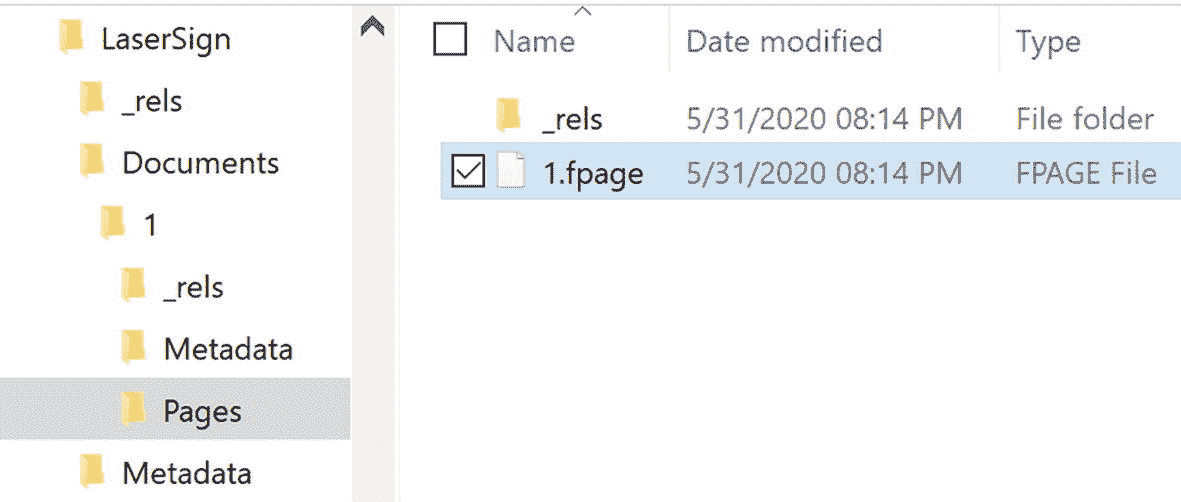 LaserSign
_rels
Documents
1
_rels
Metadata
Pages
Metadata
Name Date modified Type
_rels 5/31/2020 08:14 PM File folder
1.fpage 5/31/2020 08:14 PM FPAGE File